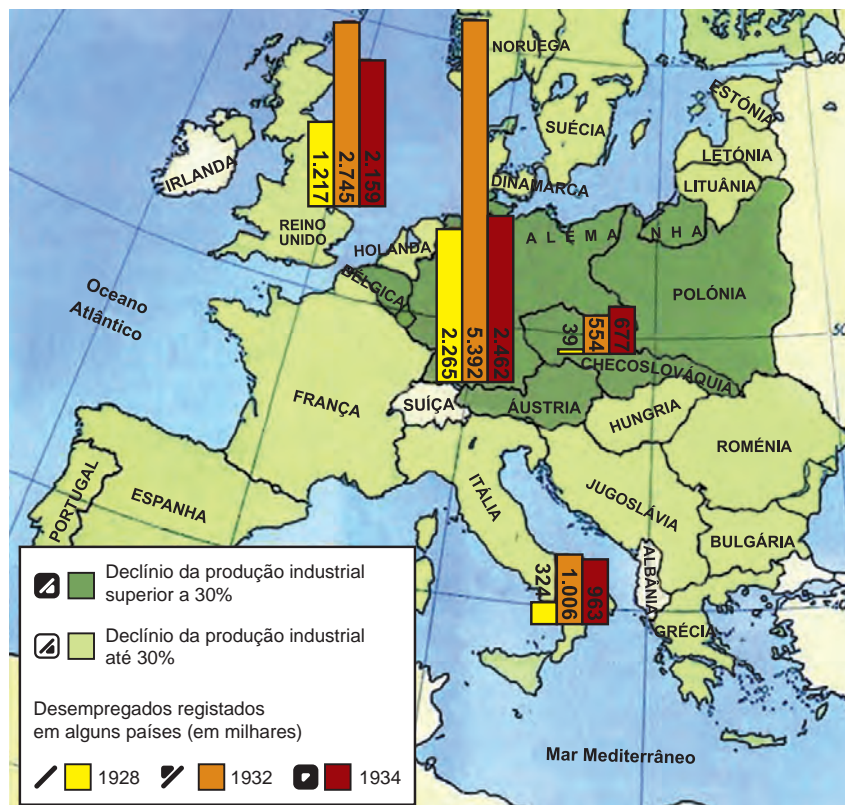 NORUEGA
ESTÓNIA
SUÉCIA
LETÓNIA
IRLANDA
DINAMARCA
LITUÂNIA
1.217
2.745
2.159
REINO
UNIDO
HOLANDA
ALEMANHA
BÉLGICA
POLÓNIA
Oceano
Atlântico
2.265
5.392
2.462
39
554
677
50
CHECOSLOVÁQUIA
FRANÇA
SUÍÇA
ÁUSTRIA
HUNGRIA
ROMÉNIA
PORTUGAL
ESPANHA
ITÁLIA
JUGOSLÁVIA
BULGÁRIA
ALBÂNIA
324
1.006
963
GRÉCIA
Mar Mediterrâneo
Declínio da produção industrial
superior a 30%
Declínio da produção industrial
até 30%
Desempregados registados
em alguns países (em milhares)
1928 1932 1934